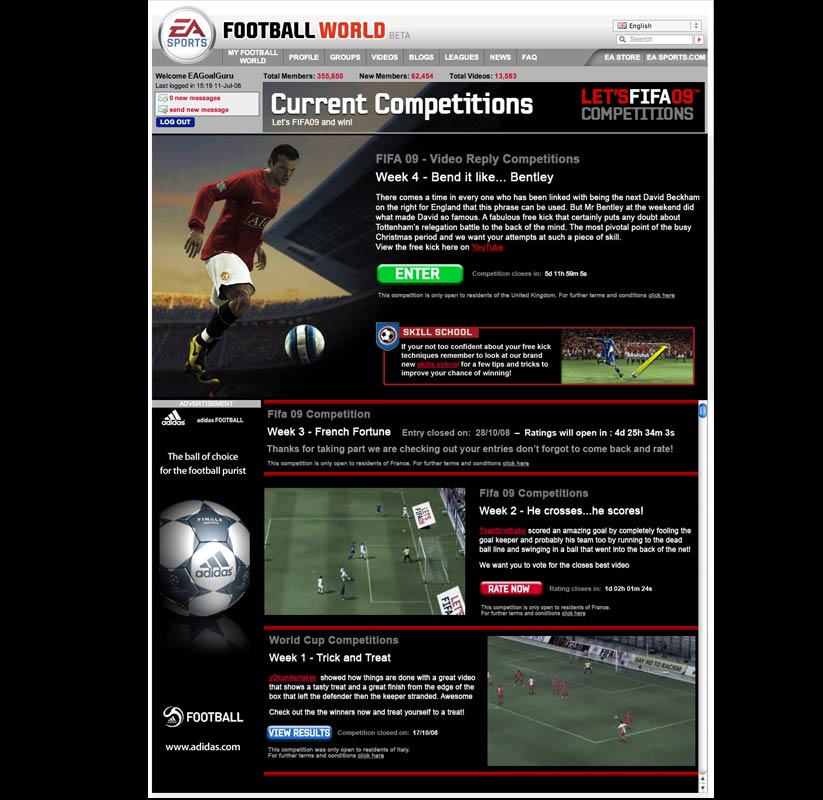 EA
SPORTS
FOOTBALL WORLD BETA
English
Search
MY FOOTBALL
WORLD
PROFILE
GROUPS
VIDEOS
BLOGS
LEAGUES
NEWS
FAQ
EA STORE
EA SPORTS.COM
Welcome EAGoalGuru
Last logged in 15:19 11-Jul-08
Total Members: 355,650
New Members: 62,454
Total Videos: 13,583
0 new messages
send new message
LOG OUT
Current Competitions
Let's FIFA09 and win!
LET'SFIFA09™
COMPETITIONS
AIG
FIFA 09 - Video Reply Competitions
Week 4 - Bend it like... Bentley
There comes a time in every one who has been linked with being the next David Beckham
on the right for England that this phrase can be used. But Mr Bentley at the weekend did
what made David so famous. A fabulous free kick that certainly puts any doubt about
Tottenham's relegation battle to the back of the mind. The most pivotal point of the busy
Christmas period and we want your attempts at such a piece of skill.
View the free kick here on YouTube
ENTER
Competition closes in: 5d 11h 59m 5s
This competition is only open to residents of the United Kingdom. For further terms and conditions click here
SKILL SCHOOL
If your not too confident about your free kick
techniques remember to look at our brand
new skills school for a few tips and tricks to
improve your chance of winning!
ADVERTISEMENT
adidas
adidas FOOTBALL
The ball of choice
for the football purist
FINALE
adidas
FOOTBALL
www.adidas.com
FIfa 09 Competition
Week 3 - French Fortune
Entry closed on: 28/10/08 – Ratings will open in : 4d 25h 34m 3s
Thanks for taking part we are checking out your entries don't forgot to come back and rate!
This competition is only open to residents of France. For further terms and conditions click here
LET'S
FIFA
LET'S
FIFA
Fifa 09 Competitions
Week 2 - He crosses...he scores!
Toastbrotbaby scored an amazing goal by completely fooling the
goal keeper and probably his team too by running to the dead
ball line and swinging in a ball that went into the back of the net!
We want you to vote for the closes best video
RATE NOW
Rating closes in: 1d 02h 01m 24s
This competition is only open to residents of France.
For further terms and conditions click here
World Cup Competitions
Week 1 - Trick and Treat
v2kundertaker showed how things are done with a great video
that shows a tasty treat and a great finish from the edge of the
box that left the defender then the keeper stranded. Awesome
Check out the the winners now and treat yourself to a treat!
VIEW RESULTS
Competition closed on: 17/10/08
This competition was only open to residents of Italy.
For further terms and conditions click here
SAY NO TO RACISM